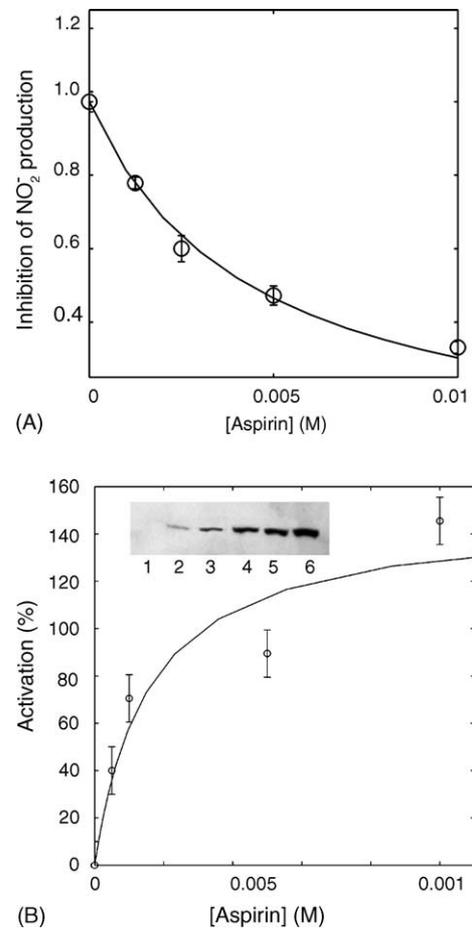 1.2
1.0
0.8
0.6
0.4
Inhibition of NO₂⁻ production
0 0.005 0.01
(A) [Aspirin] (M)
160
140
120
100
80
60
40
20
0
Activation (%)
1 2 3 4 5 6
0 0.005 0.001
(B) [Aspirin] (M)